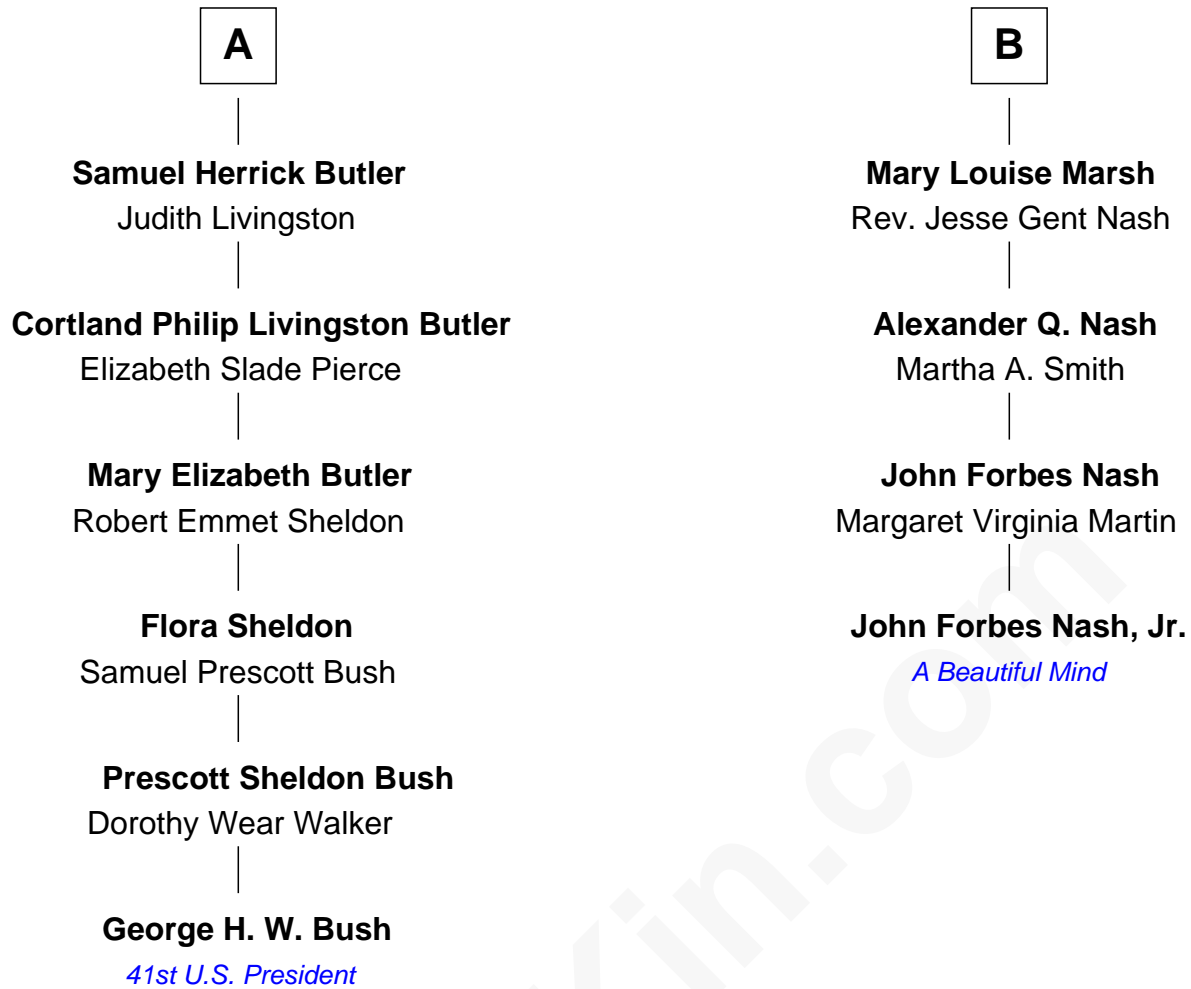 A
Samuel Herrick Butler
Judith Livingston
Cortland Philip Livingston Butler
Elizabeth Slade Pierce
Mary Elizabeth Butler
Robert Emmet Sheldon
Flora Sheldon
Samuel Prescott Bush
Prescott Sheldon Bush
Dorothy Wear Walker
George H. W. Bush
41st U.S. President
B
Mary Louise Marsh
Rev. Jesse Gent Nash
Alexander Q. Nash
Martha A. Smith
John Forbes Nash
Margaret Virginia Martin
John Forbes Nash, Jr.
A Beautiful Mind
Kin.com